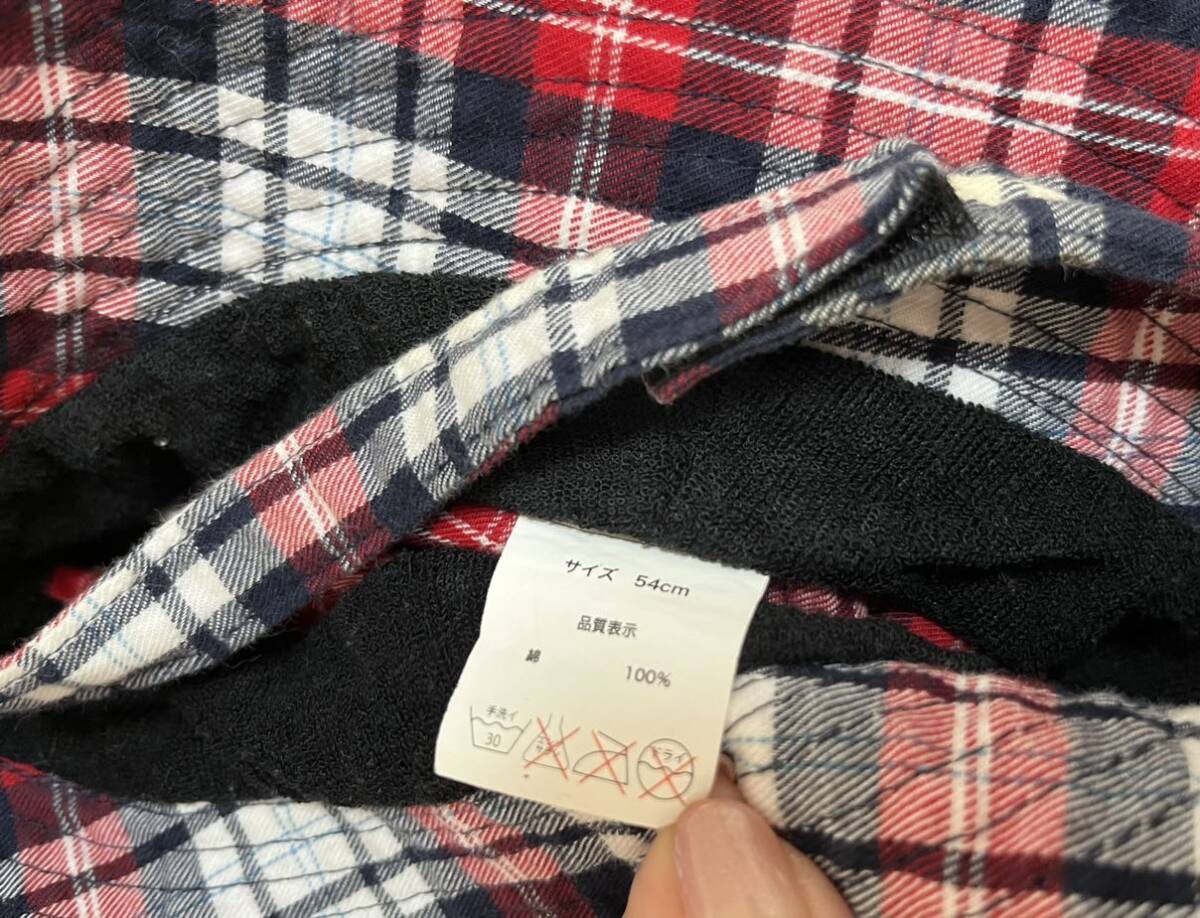 サイズ 54cm
品質表示
綿 100%
手洗イ
30
ドライ